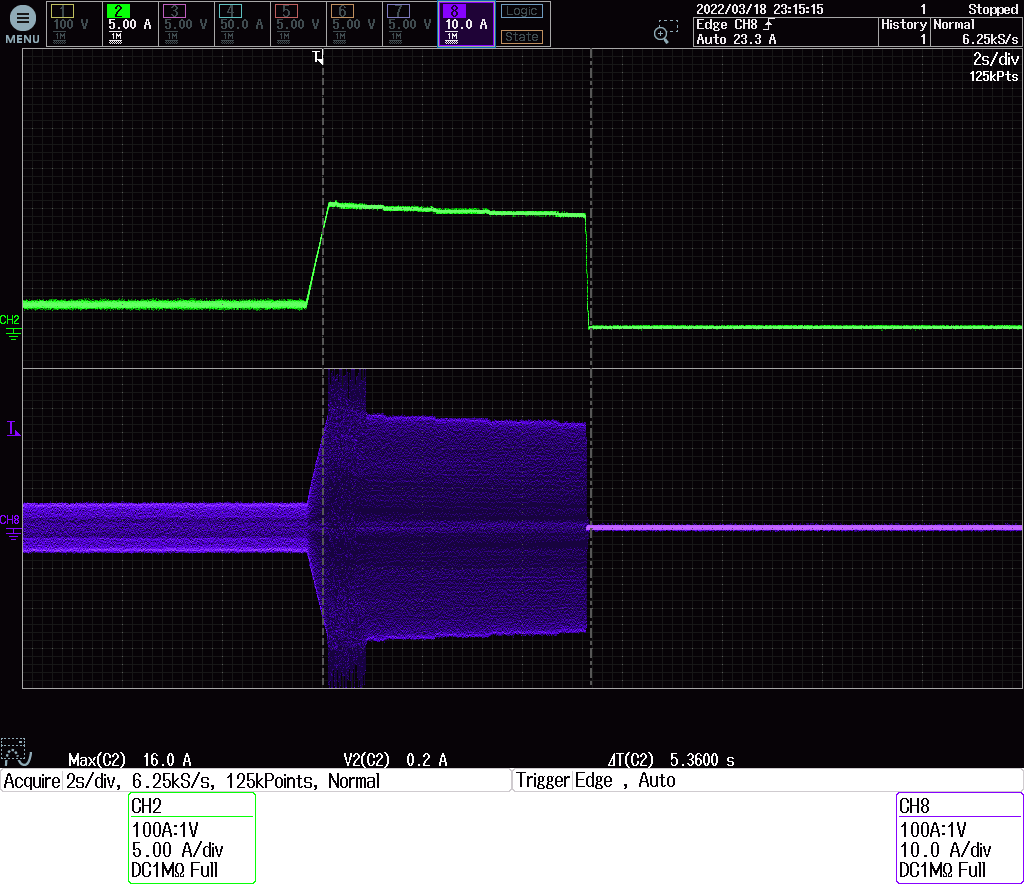 MENU
1 100 V 1M
2 5.00 A 1M
3 5.00 V 1M
4 50.0 A 1M
5 5.00 V 1M
6 5.00 V 1M
7 5.00 V 1M
8 10.0 A 1M
Logic
State
2022/03/18 23:15:15 1 Stopped
Edge CH8 History Normal
Auto 23.3 A 1 6.25kS/s
T 2s/div
125kPts
CH2
T
CH8
Max(C2) 16.0 A V2(C2) 0.2 A ΔT(C2) 5.3600 s
Acquire 2s/div, 6.25kS/s, 125kPoints, Normal Trigger Edge , Auto
CH2
100A:1V
5.00 A/div
DC1MΩ Full
CH8
100A:1V
10.0 A/div
DC1MΩ Full